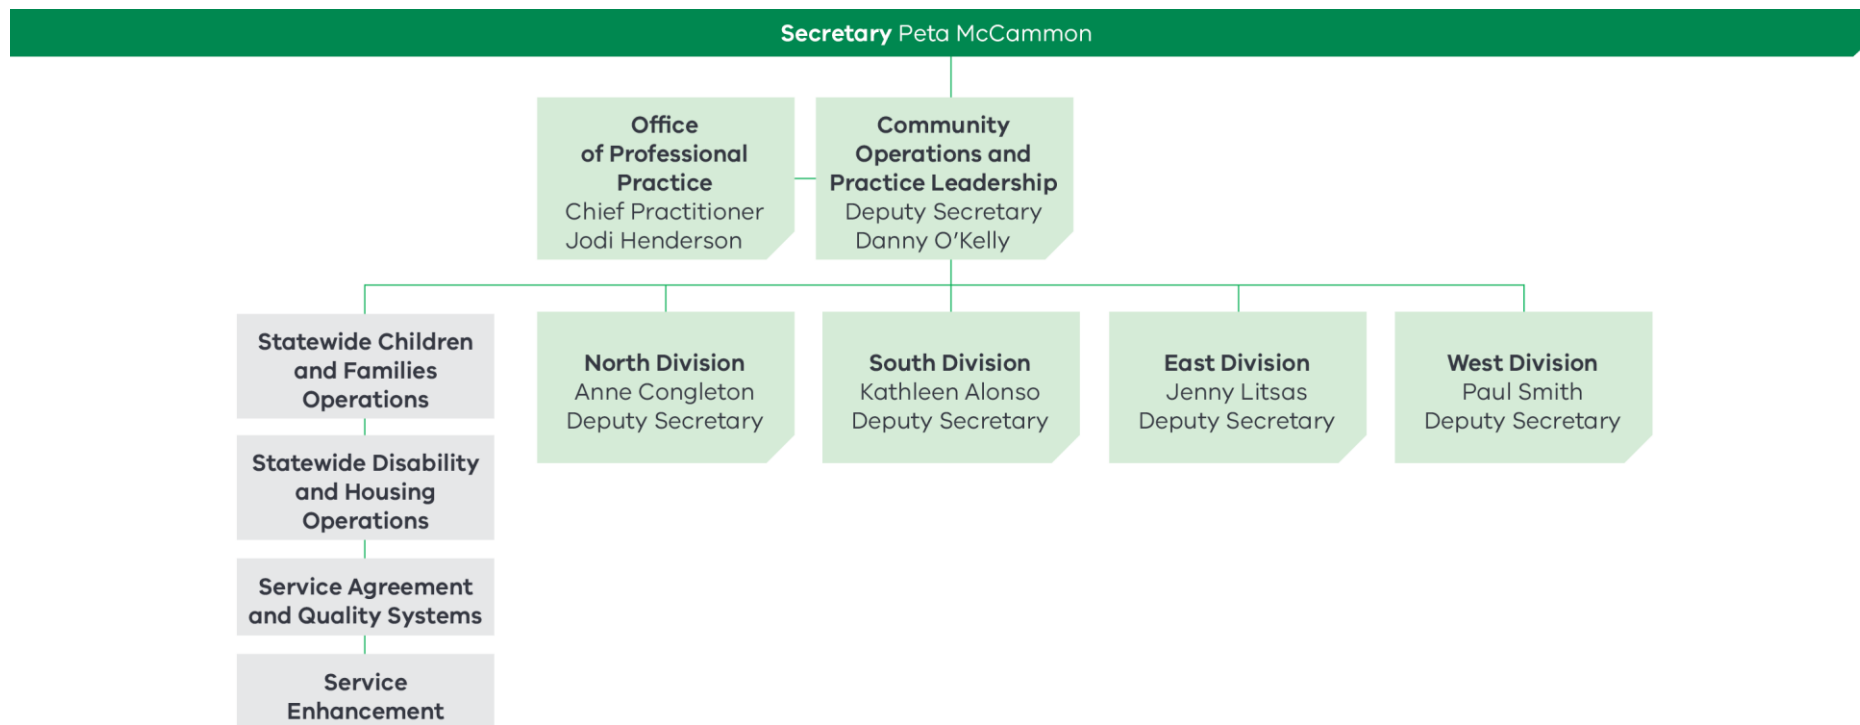 Secretary Peta McCammon
Office
of Professional
Practice
Chief Practitioner
Jodi Henderson
Community
Operations and
Practice Leadership
Deputy Secretary
Danny O’Kelly
Statewide Children
and Families
Operations
Statewide Disability
and Housing
Operations
Service Agreement
and Quality Systems
Service
Enhancement
North Division
Anne Congleton
Deputy Secretary
South Division
Kathleen Alonso
Deputy Secretary
East Division
Jenny Litsas
Deputy Secretary
West Division
Paul Smith
Deputy Secretary